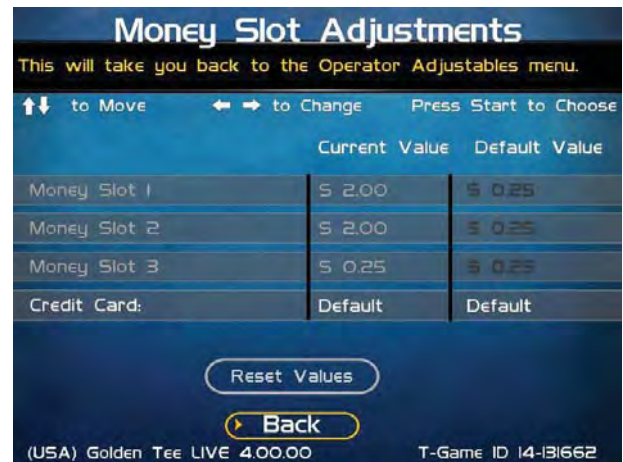 Money Slot Adjustments
This will take you back to the Operator Adjustables menu.
to Move to Change Press Start to Choose
Current Value Default Value
Money Slot 1 $ 2.00 $ 0.25
Money Slot 2 $ 2.00 $ 0.25
Money Slot 3 $ 0.25 $ 0.25
Credit Card: Default Default
Reset Values
Back
(USA) Golden Tee LIVE 4.00.00 T-Game ID 14-131662